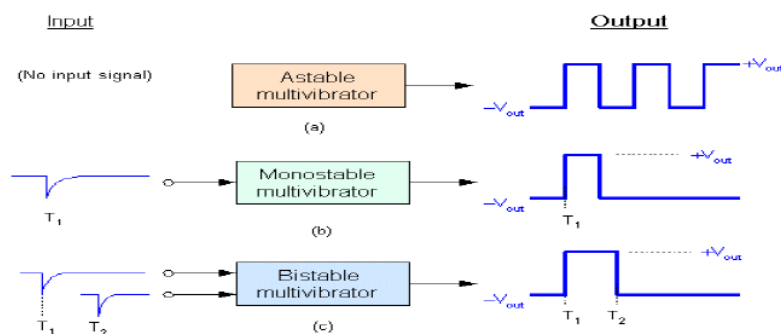 Input
Output
(No input signal)
Astable
multivibrator
+Vout
−Vout
(a)
Monostable
multivibrator
+Vout
−Vout
T1
T1
(b)
Bistable
multivibrator
+Vout
−Vout
T1 T2
T1 T2
(c)